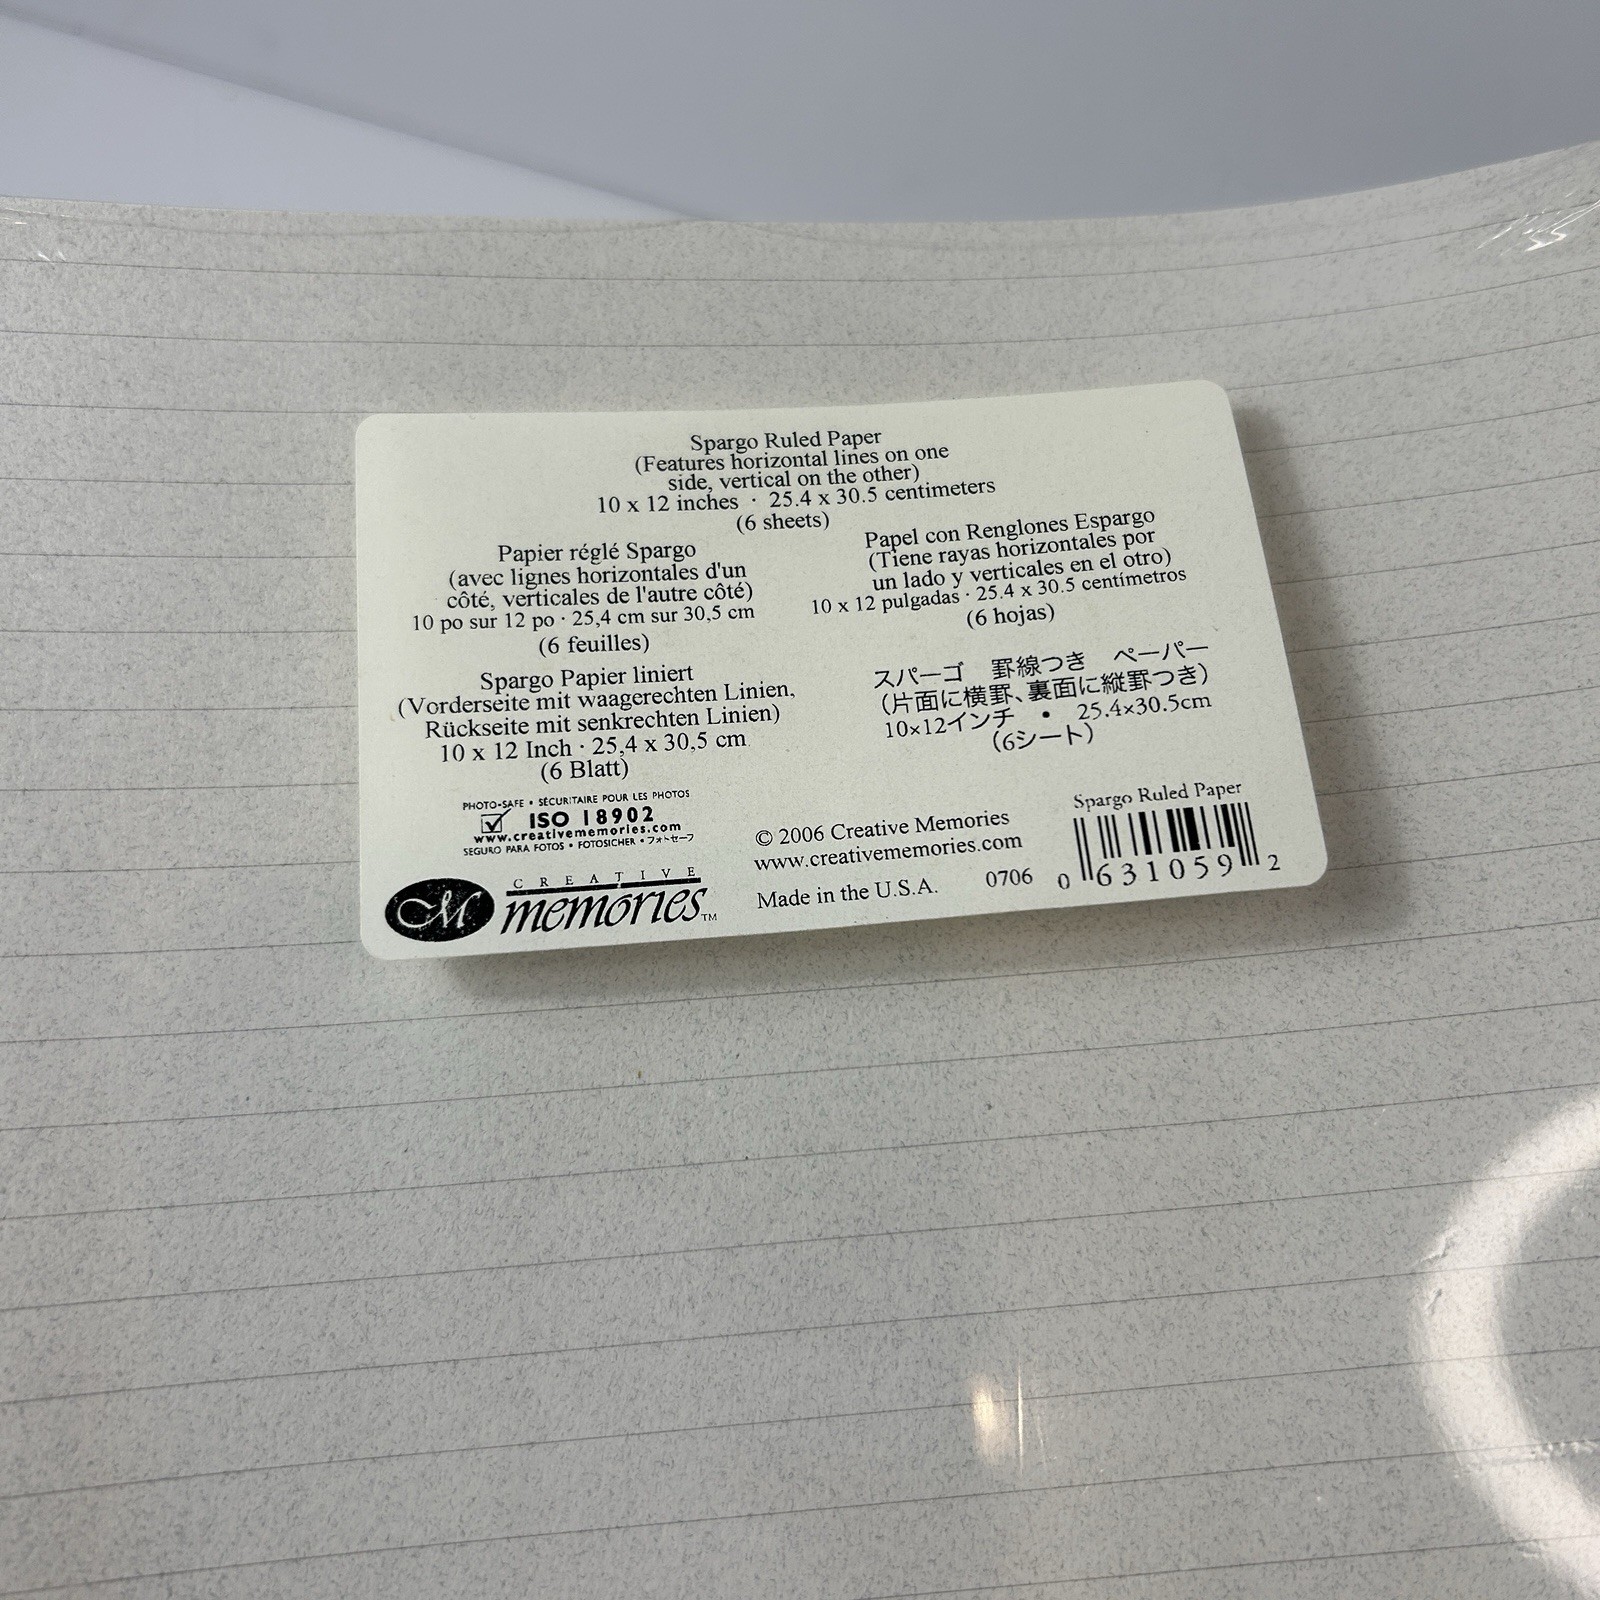 Spargo Ruled Paper
(Features horizontal lines on one
side, vertical on the other)
10 x 12 inches · 25.4 x 30.5 centimeters
(6 sheets)
Papier réglé Spargo
(avec lignes horizontales d'un
côté, verticales de l'autre côté)
10 po sur 12 po · 25,4 cm sur 30,5 cm
(6 feuilles)
Papel con Renglones Espargo
(Tiene rayas horizontales por
un lado y verticales en el otro)
10 x 12 pulgadas · 25.4 x 30.5 centímetros
(6 hojas)
Spargo Papier liniert
(Vorderseite mit waagerechten Linien,
Rückseite mit senkrechten Linien)
10 x 12 Inch · 25,4 x 30,5 cm
(6 Blatt)
スパーゴ 罫線つき ペーパー
(片面に横罫、裏面に縦罫つき)
10×12インチ ・ 25.4×30.5cm
(6シート)
PHOTO-SAFE • SÉCURITAIRE POUR LES PHOTOS
ISO 18902
www.creativememories.com
SEGURO PARA FOTOS • FOTOSICHER • フォトセーフ
CM CREATIVE
memories™
© 2006 Creative Memories
www.creativememories.com
Made in the U.S.A. 0706
Spargo Ruled Paper
0 631059 2